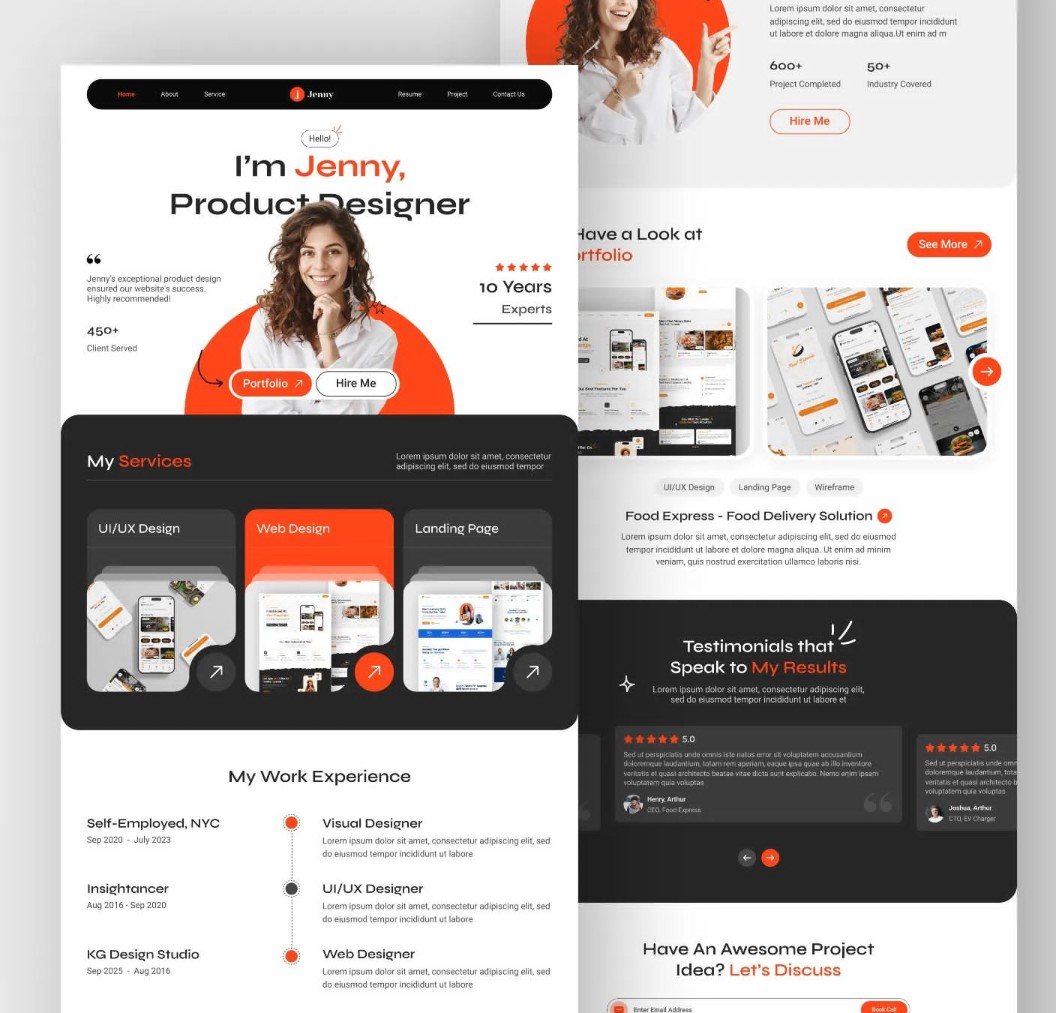 Home
About
Service
J Jenny
Resume
Project
Contact Us
Hello!
I'm Jenny,
Product Designer
Jenny's exceptional product design
ensured our website's success.
Highly recommended!
450+
Client Served
10 Years
Experts
Portfolio
Hire Me
My Services
Lorem ipsum dolor sit amet, consectetur
adipiscing elit, sed do eiusmod tempor
UI/UX Design
Web Design
Landing Page
My Work Experience
Self-Employed, NYC
Sep 2020 - July 2023
Visual Designer
Lorem ipsum dolor sit amet, consectetur adipiscing elit, sed
do eiusmod tempor incididunt ut labore
Insightancer
Aug 2016 - Sep 2020
UI/UX Designer
Lorem ipsum dolor sit amet, consectetur adipiscing elit, sed
do eiusmod tempor incididunt ut labore
KG Design Studio
Sep 2025 - Aug 2016
Web Designer
Lorem ipsum dolor sit amet, consectetur adipiscing elit, sed
do eiusmod tempor incididunt ut labore
Lorem ipsum dolor sit amet, consectetur
adipiscing elit, sed do eiusmod tempor incididunt
ut labore et dolore magna aliqua.Ut enim ad m
600+
Project Completed
50+
Industry Covered
Hire Me
Have a Look at
rtfolio
See More
UI/UX Design
Landing Page
Wireframe
Food Express - Food Delivery Solution
Lorem ipsum dolor sit amet, consectetur adipiscing elit, sed do eiusmod
tempor incididunt ut labore et dolore magna aliqua. Ut enim ad minim
veniam, quis nostrud exercitation ullamco laboris nisi.
Testimonials that
Speak to My Results
Lorem ipsum dolor sit amet, consectetur adipiscing elit,
sed do eiusmod tempor incididunt ut labore et
5.0
Sed ut perspiciatis unde omnis iste natus error sit voluptatem accusantium
doloremque laudantium, totam rem aperiam, eaque ipsa quae ab illo inventore
veritatis et quasi architecto beatae vitae dicta sunt explicabo. Nemo enim ipsam
voluptatem quia voluptas
Henry, Arthur
CEO, Food Express
5.0
Sed ut perspiciatis unde omn
doloremque laudantium, tota
veritatis et quasi architecto b
voluptatem quia voluptas
Joshua, Arthur
CTO, EV Charger
Have An Awesome Project
Idea? Let's Discuss
Enter Email Address
Book Call